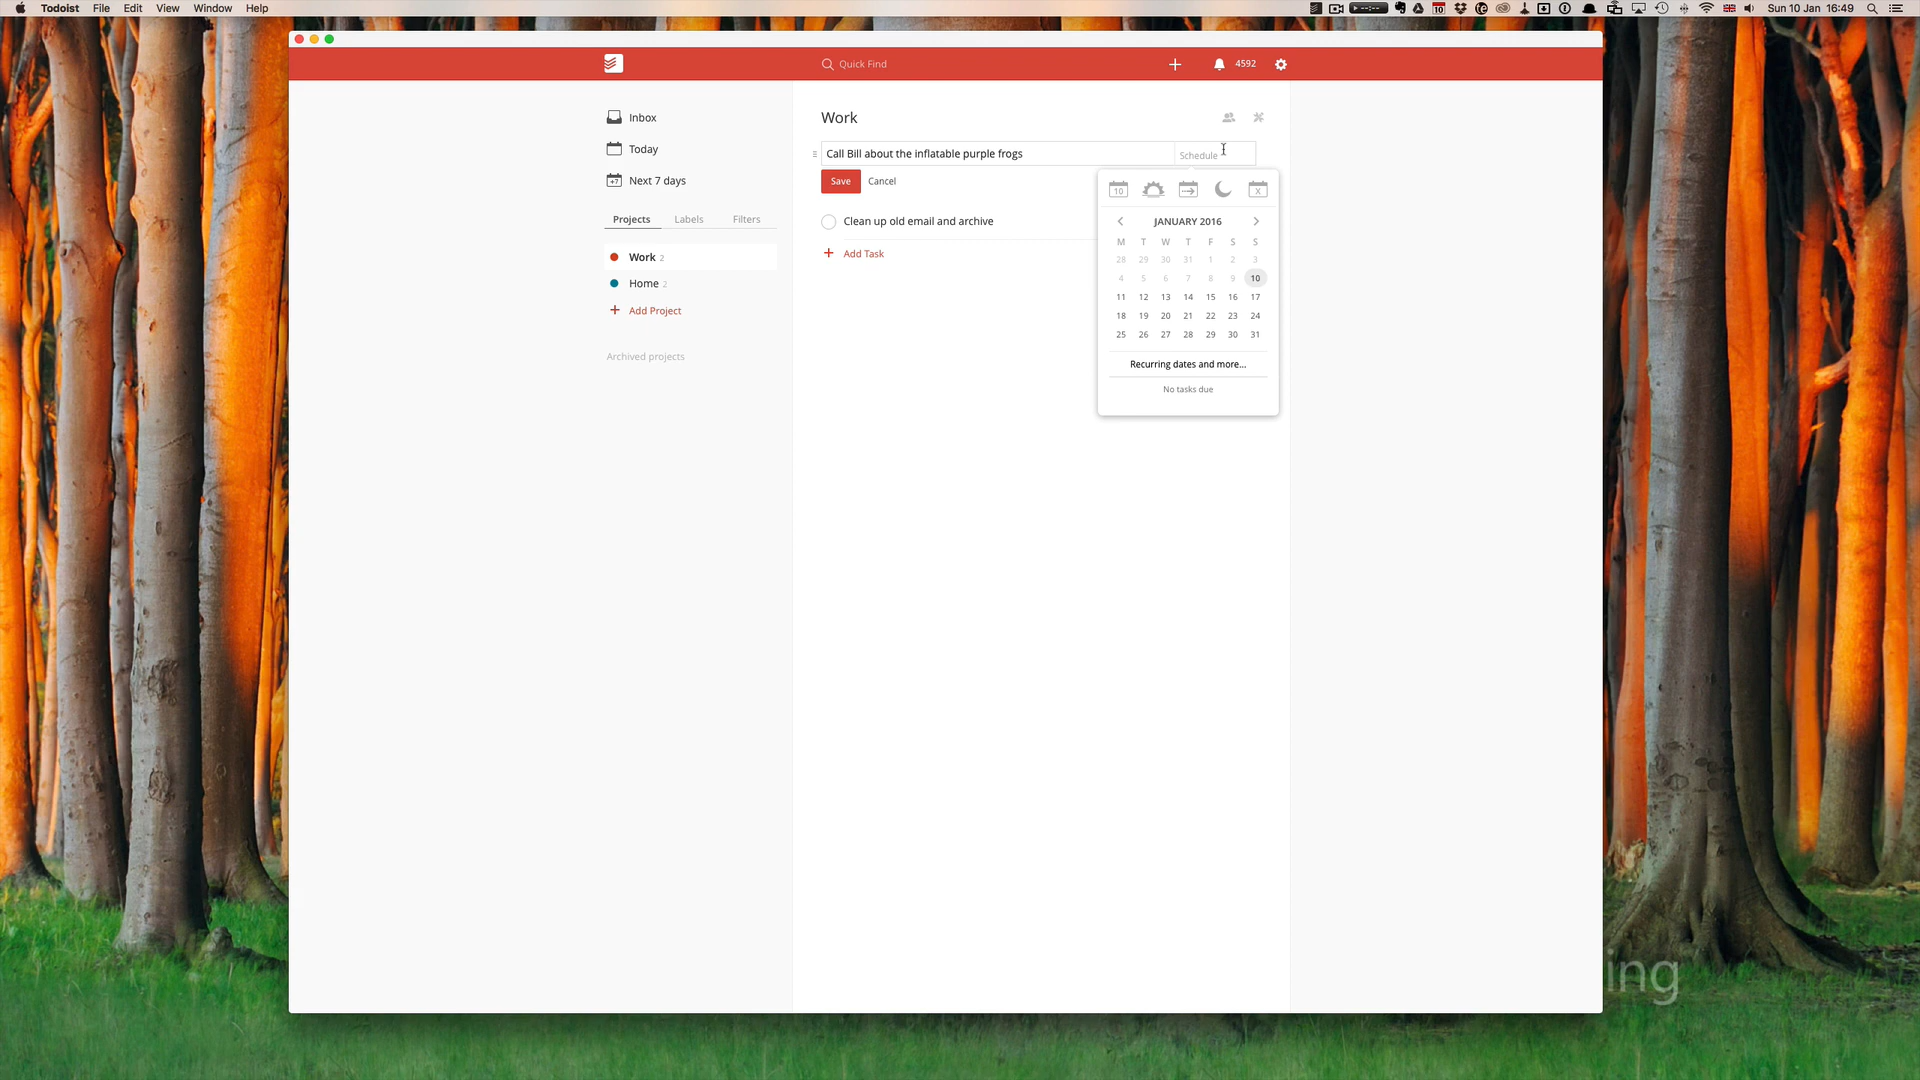 Todoist File Edit View Window Help
10 Sun 10 Jan 16:49
Quick Find
4592
Inbox
Today
+7 Next 7 days
Projects Labels Filters
Work 2
Home 2
+ Add Project
Archived projects
Work
Call Bill about the inflatable purple frogs
Schedule
Save Cancel
Clean up old email and archive
+ Add Task
10 X
< JANUARY 2016 >
M T W T F S S
28 29 30 31 1 2 3
4 5 6 7 8 9 10
11 12 13 14 15 16 17
18 19 20 21 22 23 24
25 26 27 28 29 30 31
Recurring dates and more...
No tasks due
ing